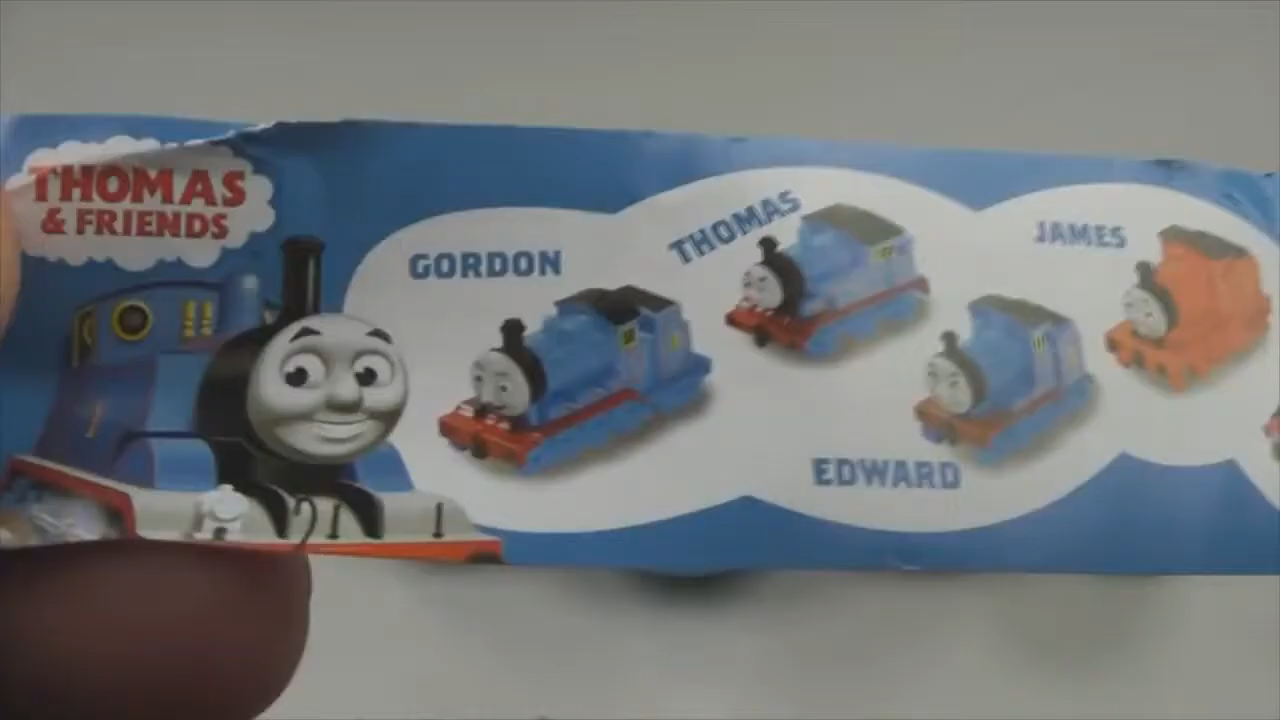 THOMAS
& FRIENDS
GORDON
THOMAS
JAMES
EDWARD